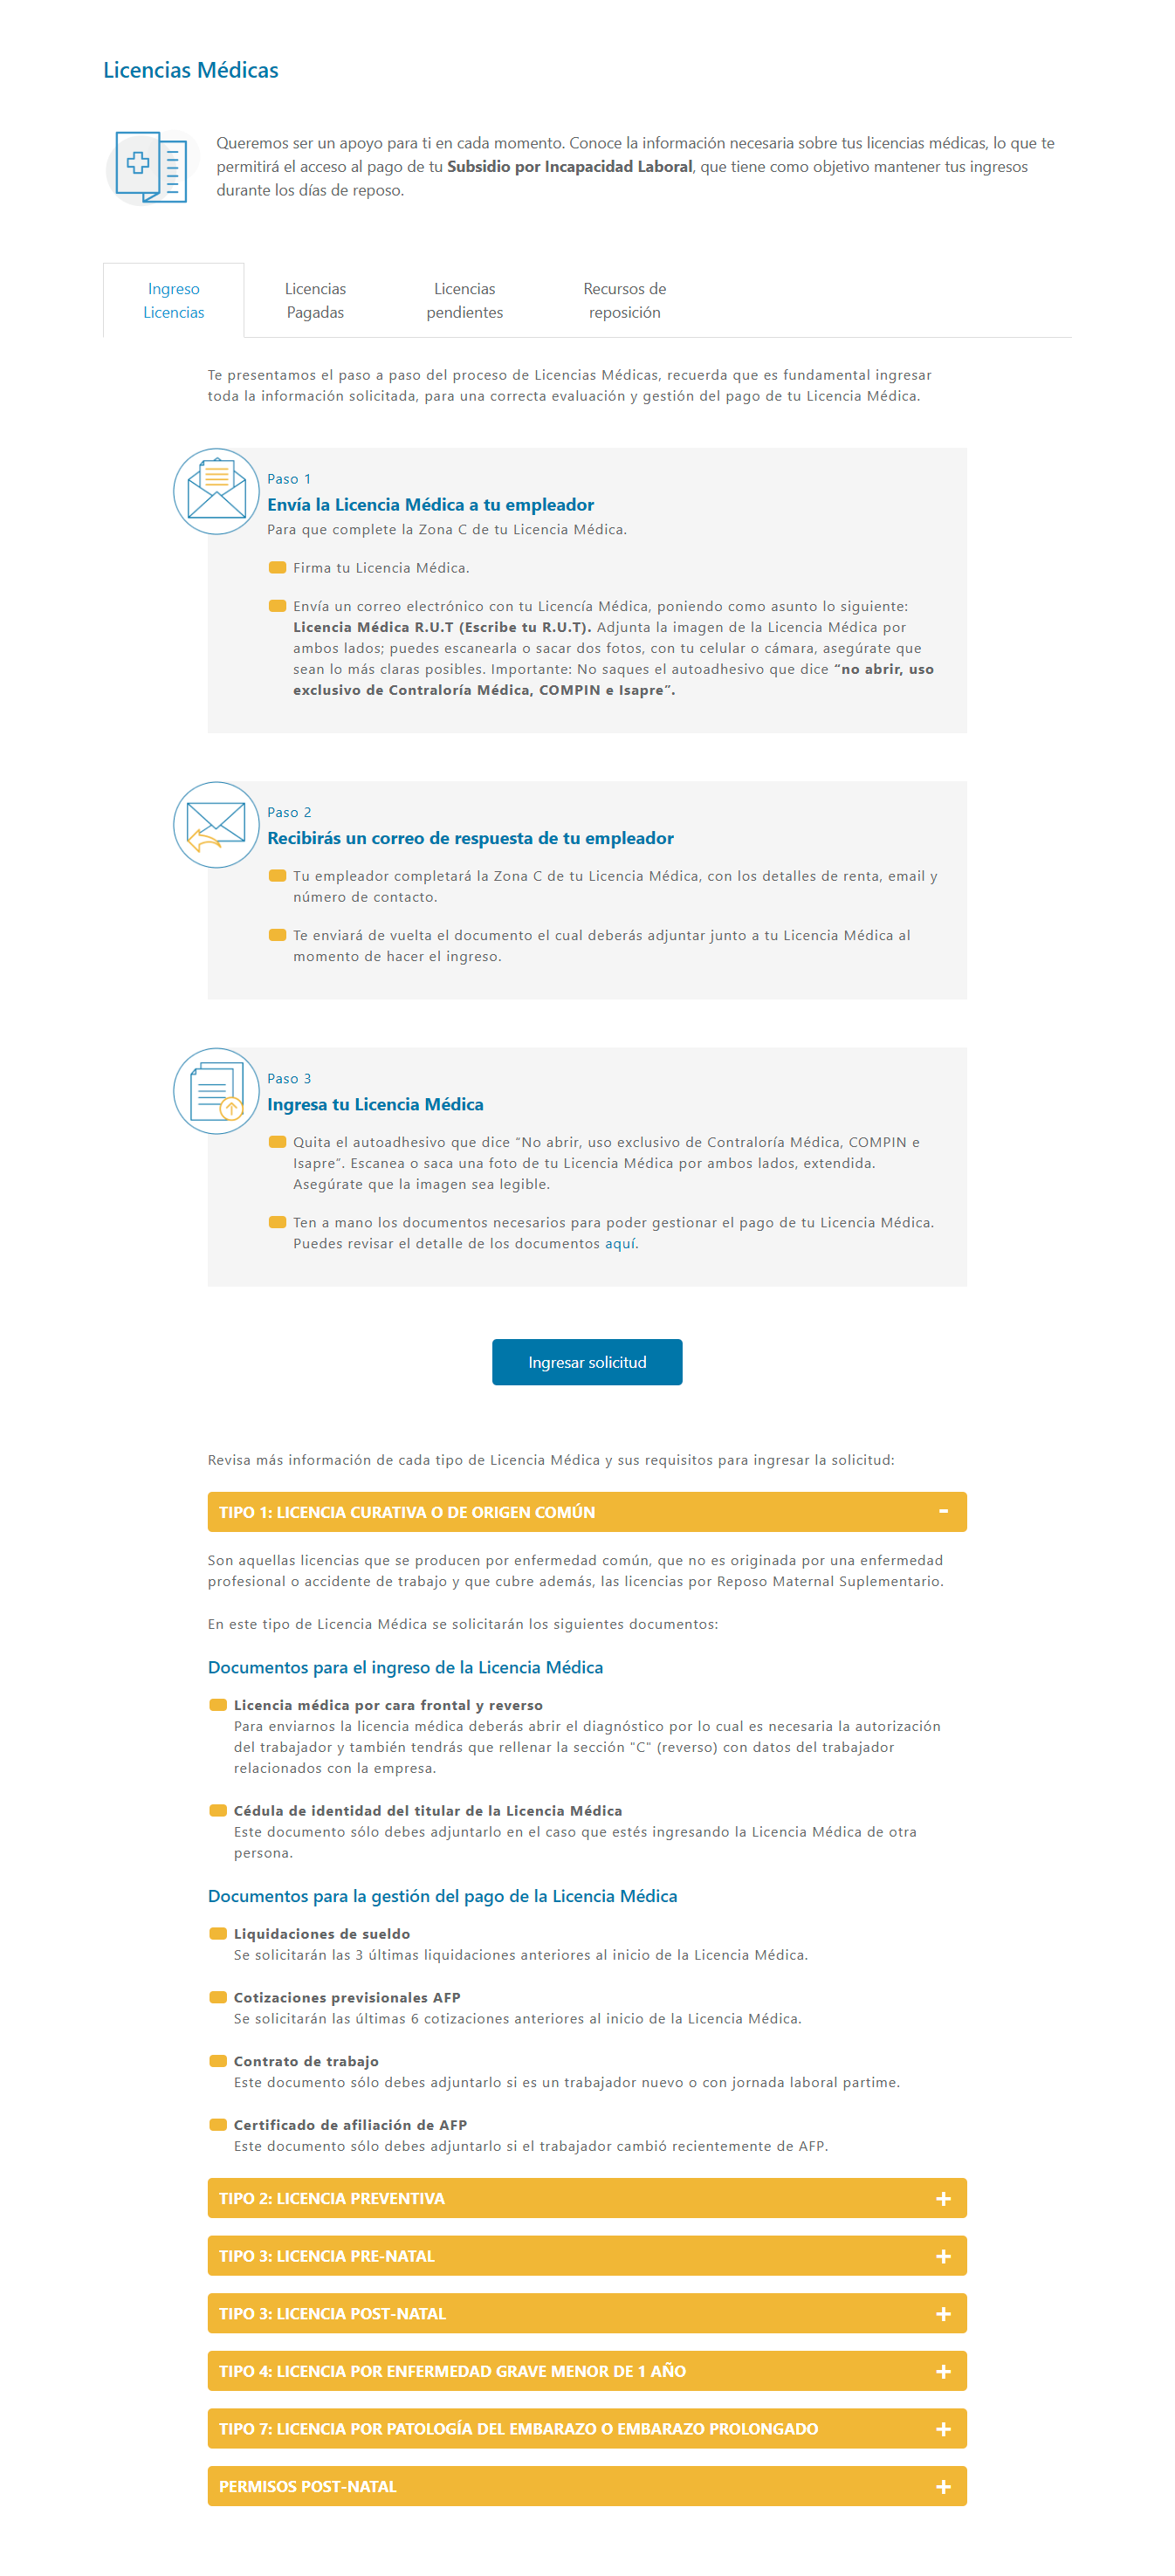 Licencias Médicas
Queremos ser un apoyo para ti en cada momento. Conoce la información necesaria sobre tus licencias médicas, lo que te
permitirá el acceso al pago de tu Subsidio por Incapacidad Laboral, que tiene como objetivo mantener tus ingresos
durante los días de reposo.
Ingreso
Licencias
Licencias
Pagadas
Licencias
pendientes
Recursos de
reposición
Te presentamos el paso a paso del proceso de Licencias Médicas, recuerda que es fundamental ingresar
toda la información solicitada, para una correcta evaluación y gestión del pago de tu Licencia Médica.
Paso 1
Envía la Licencia Médica a tu empleador
Para que complete la Zona C de tu Licencia Médica.
Firma tu Licencia Médica.
Envía un correo electrónico con tu Licencía Médica, poniendo como asunto lo siguiente:
Licencia Médica R.U.T (Escribe tu R.U.T). Adjunta la imagen de la Licencia Médica por
ambos lados; puedes escanearla o sacar dos fotos, con tu celular o cámara, asegúrate que
sean lo más claras posibles. Importante: No saques el autoadhesivo que dice “no abrir, uso
exclusivo de Contraloría Médica, COMPIN e Isapre”.
Paso 2
Recibirás un correo de respuesta de tu empleador
Tu empleador completará la Zona C de tu Licencia Médica, con los detalles de renta, email y
número de contacto.
Te enviará de vuelta el documento el cual deberás adjuntar junto a tu Licencia Médica al
momento de hacer el ingreso.
Paso 3
Ingresa tu Licencia Médica
Quita el autoadhesivo que dice “No abrir, uso exclusivo de Contraloría Médica, COMPIN e
Isapre”. Escanea o saca una foto de tu Licencia Médica por ambos lados, extendida.
Asegúrate que la imagen sea legible.
Ten a mano los documentos necesarios para poder gestionar el pago de tu Licencia Médica.
Puedes revisar el detalle de los documentos aquí.
Ingresar solicitud
Revisa más información de cada tipo de Licencia Médica y sus requisitos para ingresar la solicitud:
TIPO 1: LICENCIA CURATIVA O DE ORIGEN COMÚN -
Son aquellas licencias que se producen por enfermedad común, que no es originada por una enfermedad
profesional o accidente de trabajo y que cubre además, las licencias por Reposo Maternal Suplementario.
En este tipo de Licencia Médica se solicitarán los siguientes documentos:
Documentos para el ingreso de la Licencia Médica
Licencia médica por cara frontal y reverso
Para enviarnos la licencia médica deberás abrir el diagnóstico por lo cual es necesaria la autorización
del trabajador y también tendrás que rellenar la sección "C" (reverso) con datos del trabajador
relacionados con la empresa.
Cédula de identidad del titular de la Licencia Médica
Este documento sólo debes adjuntarlo en el caso que estés ingresando la Licencia Médica de otra
persona.
Documentos para la gestión del pago de la Licencia Médica
Liquidaciones de sueldo
Se solicitarán las 3 últimas liquidaciones anteriores al inicio de la Licencia Médica.
Cotizaciones previsionales AFP
Se solicitarán las últimas 6 cotizaciones anteriores al inicio de la Licencia Médica.
Contrato de trabajo
Este documento sólo debes adjuntarlo si es un trabajador nuevo o con jornada laboral partime.
Certificado de afiliación de AFP
Este documento sólo debes adjuntarlo si el trabajador cambió recientemente de AFP.
TIPO 2: LICENCIA PREVENTIVA +
TIPO 3: LICENCIA PRE-NATAL +
TIPO 3: LICENCIA POST-NATAL +
TIPO 4: LICENCIA POR ENFERMEDAD GRAVE MENOR DE 1 AÑO +
TIPO 7: LICENCIA POR PATOLOGÍA DEL EMBARAZO O EMBARAZO PROLONGADO +
PERMISOS POST-NATAL +